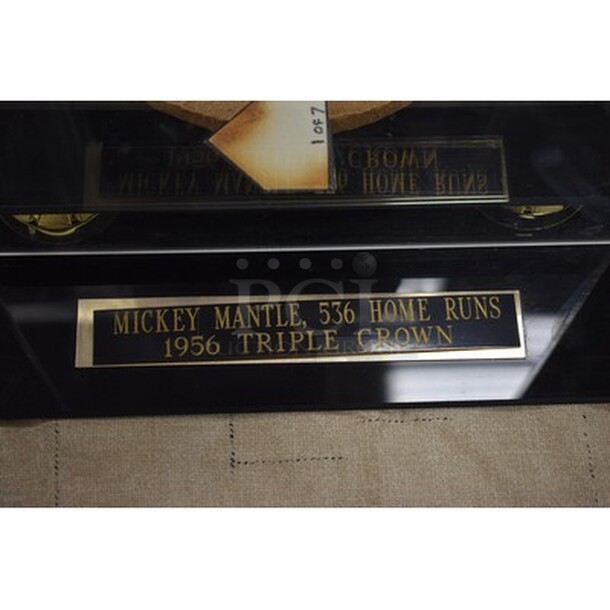 1 OF 7
MICKEY MANTLE, 536 HOME RUNS
1956 TRIPLE CROWN